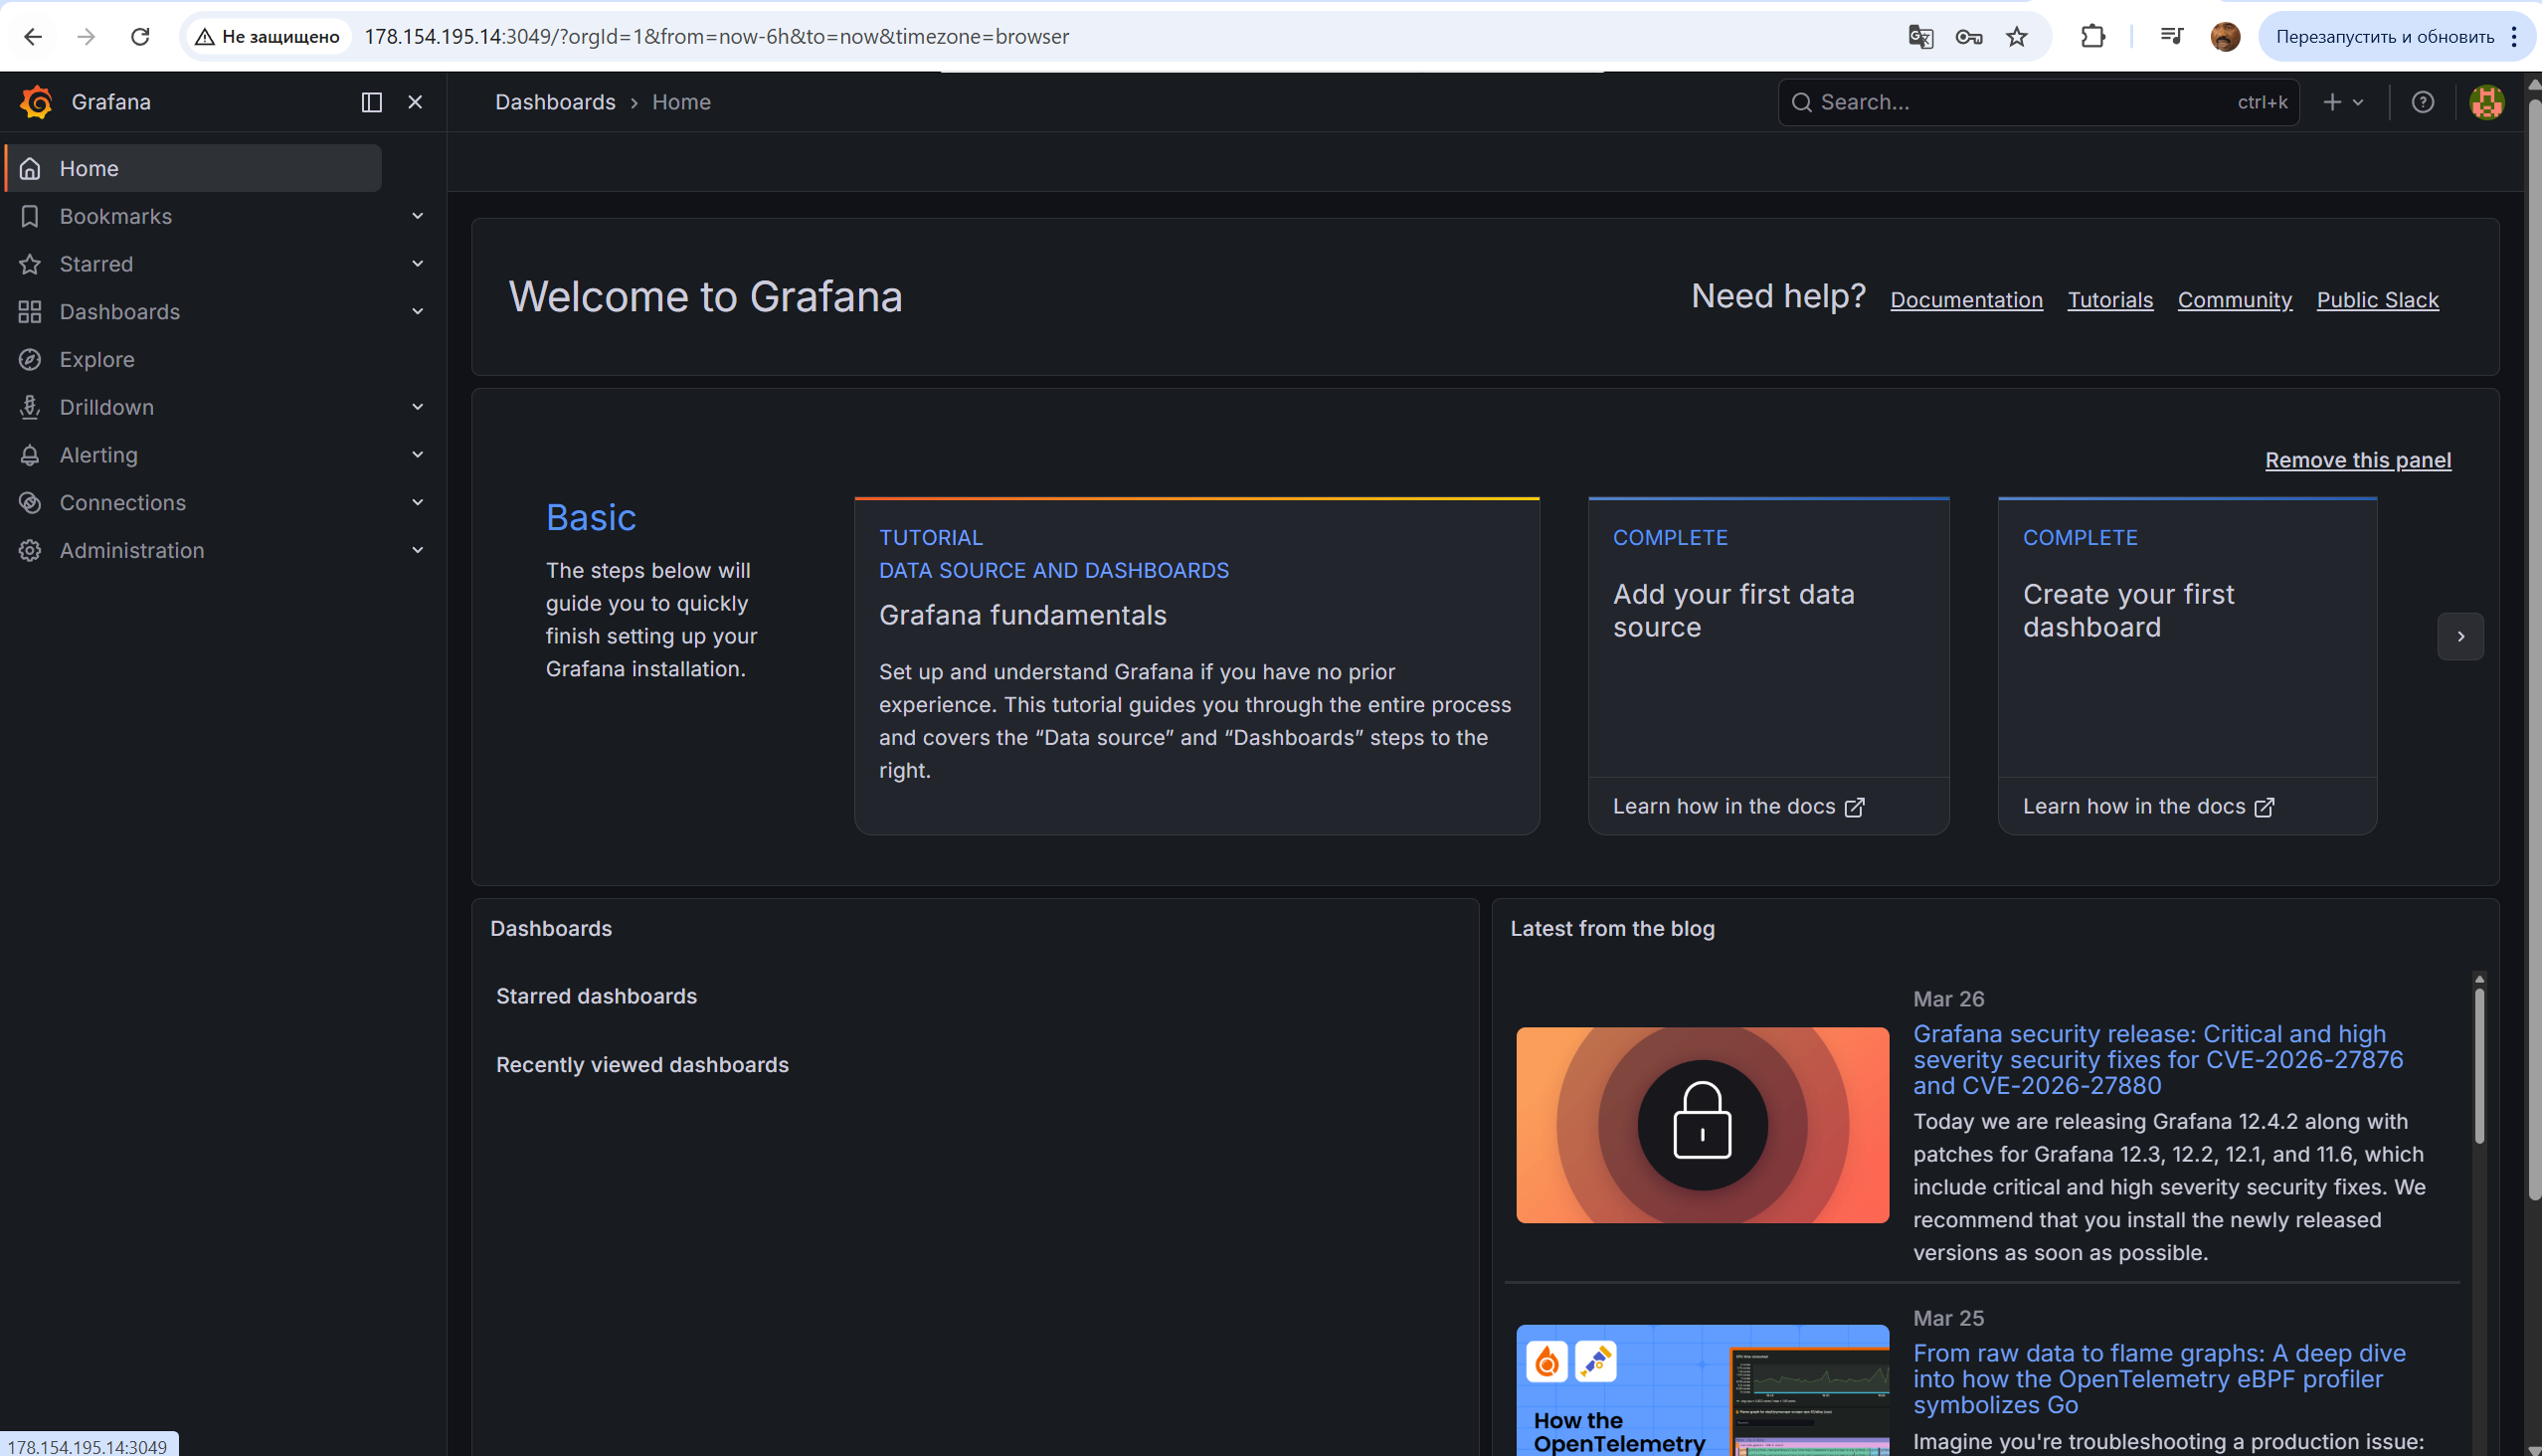 Не защищено
178.154.195.14:3049/?orgId=1&from=now-6h&to=now&timezone=browser
Перезапустить и обновить
Grafana
Dashboards › Home
Search...
ctrl+k
Home
Bookmarks
Starred
Dashboards
Explore
Drilldown
Alerting
Connections
Administration
Welcome to Grafana
Need help?
Documentation
Tutorials
Community
Public Slack
Remove this panel
Basic
The steps below will
guide you to quickly
finish setting up your
Grafana installation.
TUTORIAL
DATA SOURCE AND DASHBOARDS
Grafana fundamentals
Set up and understand Grafana if you have no prior
experience. This tutorial guides you through the entire process
and covers the “Data source” and “Dashboards” steps to the
right.
COMPLETE
Add your first data
source
Learn how in the docs
COMPLETE
Create your first
dashboard
Learn how in the docs
Dashboards
Starred dashboards
Recently viewed dashboards
Latest from the blog
Mar 26
Grafana security release: Critical and high
severity security fixes for CVE-2026-27876
and CVE-2026-27880
Today we are releasing Grafana 12.4.2 along with
patches for Grafana 12.3, 12.2, 12.1, and 11.6, which
include critical and high severity security fixes. We
recommend that you install the newly released
versions as soon as possible.
How the
OpenTelemetry
Mar 25
From raw data to flame graphs: A deep dive
into how the OpenTelemetry eBPF profiler
symbolizes Go
Imagine you're troubleshooting a production issue:
178.154.195.14:3049